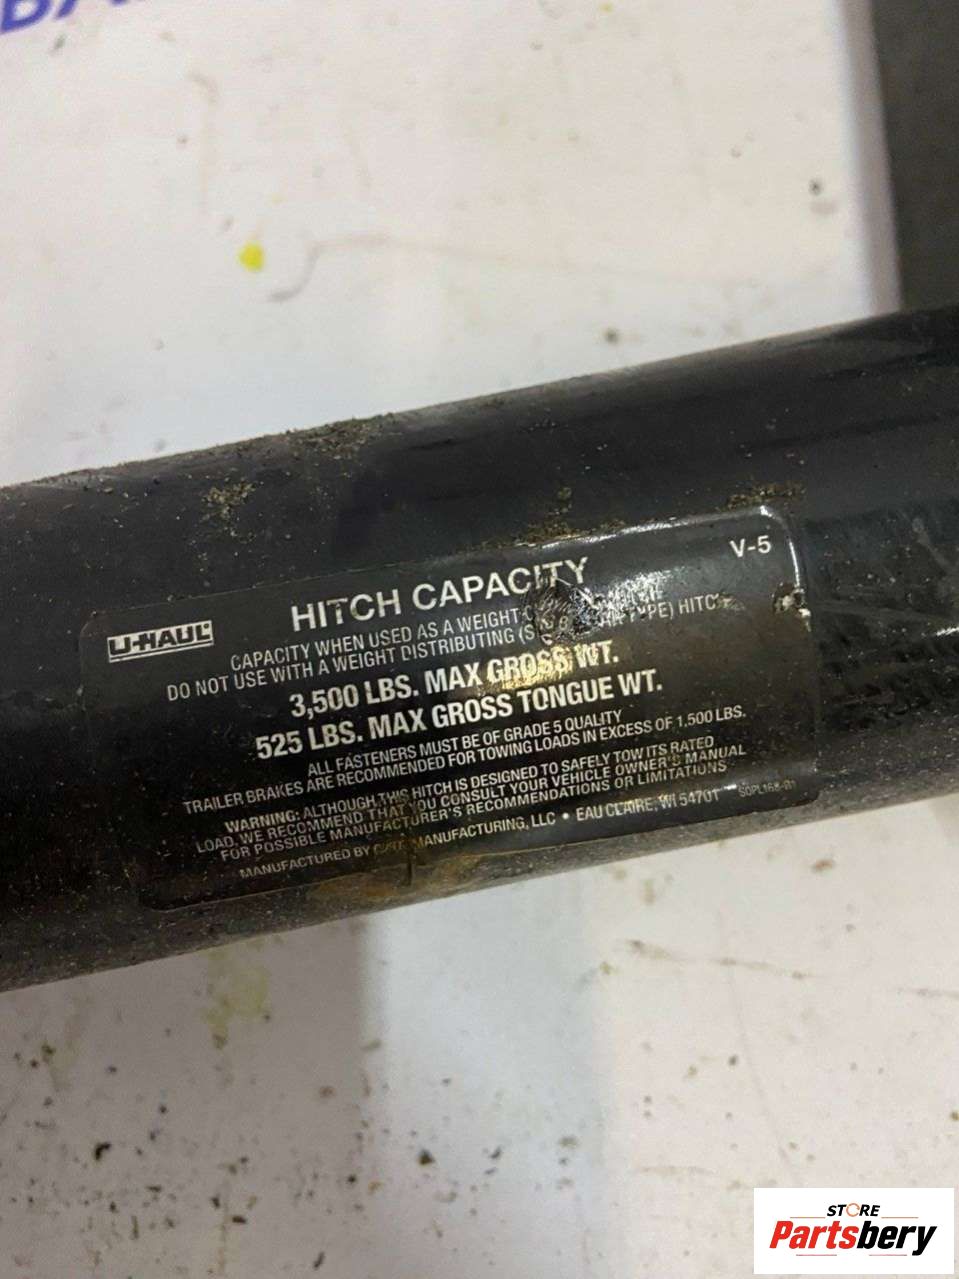 U-HAUL
HITCH CAPACITY
V-5
CAPACITY WHEN USED AS A WEIGHT
DO NOT USE WITH A WEIGHT DISTRIBUTING TYPE) HITCH
3,500 LBS. MAX GROSS WT.
525 LBS. MAX GROSS TONGUE WT.
ALL FASTENERS MUST BE OF GRADE 5 QUALITY
TRAILER BRAKES ARE RECOMMENDED FOR TOWING LOADS IN EXCESS OF 1,500 LBS.
WARNING: ALTHOUGH THIS HITCH IS DESIGNED TO SAFELY TOW ITS RATED
LOAD, WE RECOMMEND THAT YOU CONSULT YOUR VEHICLE OWNER'S MANUAL
FOR POSSIBLE MANUFACTURER'S RECOMMENDATIONS OR LIMITATIONS
MANUFACTURED BY MANUFACTURING, LLC • EAU CLAIRE, WI 54701
STORE
Partsbery